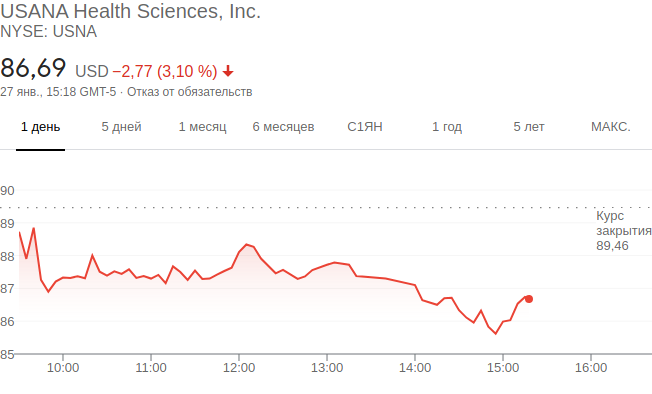 USANA Health Sciences, Inc.
NYSE: USNA
86,69 USD −2,77 (3,10 %)
27 янв., 15:18 GMT-5 · Отказ от обязательств
1 день 5 дней 1 месяц 6 месяцев С1ЯН 1 год 5 лет МАКС.
90
89
88
87
86
85
Курс
закрытия
89,46
10:00 11:00 12:00 13:00 14:00 15:00 16:00